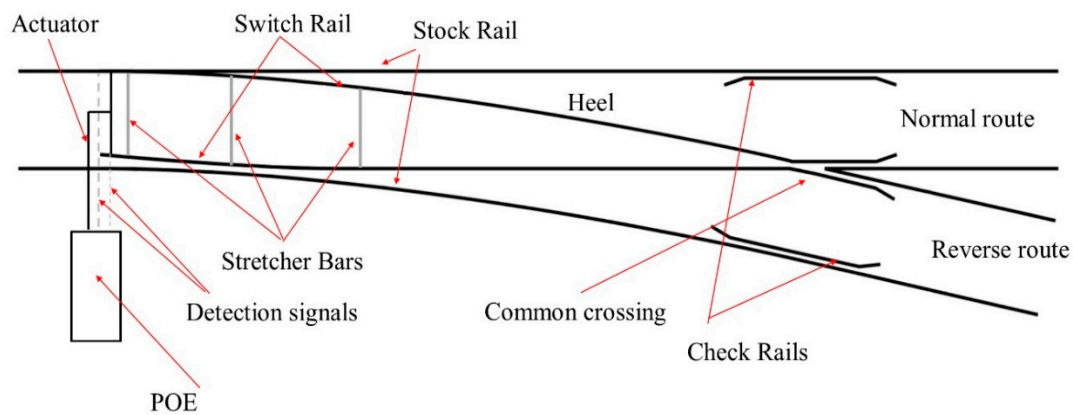 Actuator
Switch Rail
Stock Rail
Heel
Normal route
Reverse route
Stretcher Bars
Detection signals
Common crossing
Check Rails
POE